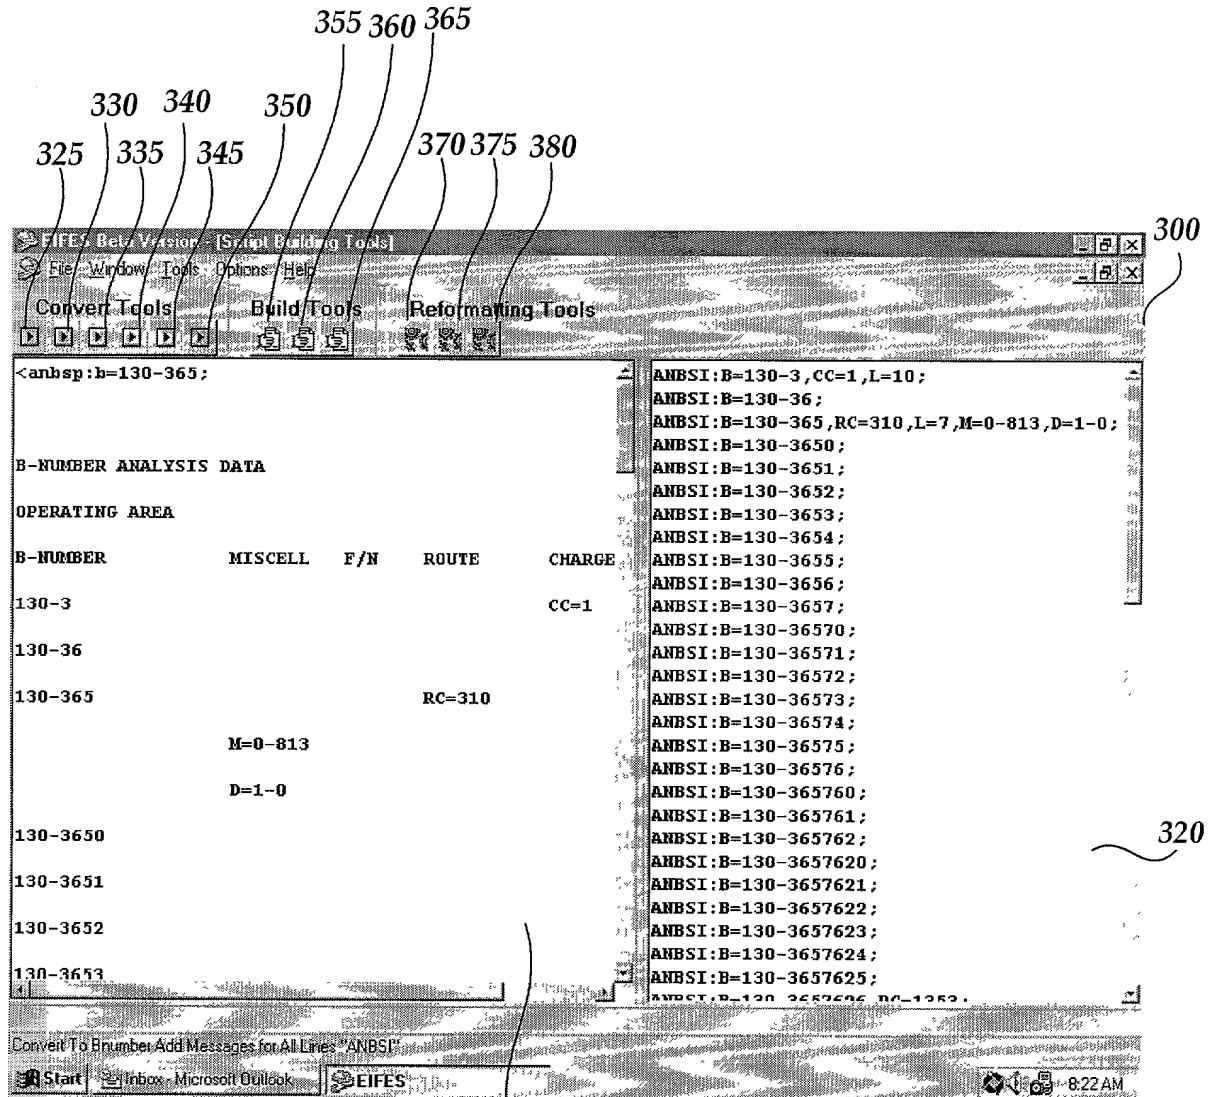 355 360 365
330 340 350
325 335 345 370 375 380
300
EIFES Beta Version - [Script Building Tools]
File Window Tools Options Help
Convert Tools Build Tools Reformatting Tools
<anbsp:b=130-365;
B-NUMBER ANALYSIS DATA
OPERATING AREA
B-NUMBER MISCELL F/N ROUTE CHARGE
130-3 CC=1
130-36
130-365 RC=310
M=0-813
D=1-0
130-3650
130-3651
130-3652
130-3653
ANBSI:B=130-3,CC=1,L=10;
ANBSI:B=130-36;
ANBSI:B=130-365,RC=310,L=7,M=0-813,D=1-0;
ANBSI:B=130-3650;
ANBSI:B=130-3651;
ANBSI:B=130-3652;
ANBSI:B=130-3653;
ANBSI:B=130-3654;
ANBSI:B=130-3655;
ANBSI:B=130-3656;
ANBSI:B=130-3657;
ANBSI:B=130-36570;
ANBSI:B=130-36571;
ANBSI:B=130-36572;
ANBSI:B=130-36573;
ANBSI:B=130-36574;
ANBSI:B=130-36575;
ANBSI:B=130-36576;
ANBSI:B=130-365760;
ANBSI:B=130-365761;
ANBSI:B=130-365762;
ANBSI:B=130-3657620;
ANBSI:B=130-3657621;
ANBSI:B=130-3657622;
ANBSI:B=130-3657623;
ANBSI:B=130-3657624;
ANBSI:B=130-3657625;
ANBSI:B=130-3657626,RC=1353;
320
Convert To Bnumber Add Messages for All Lines "ANBSI"
Start Inbox - Microsoft Outlook EIFES 8:22 AM